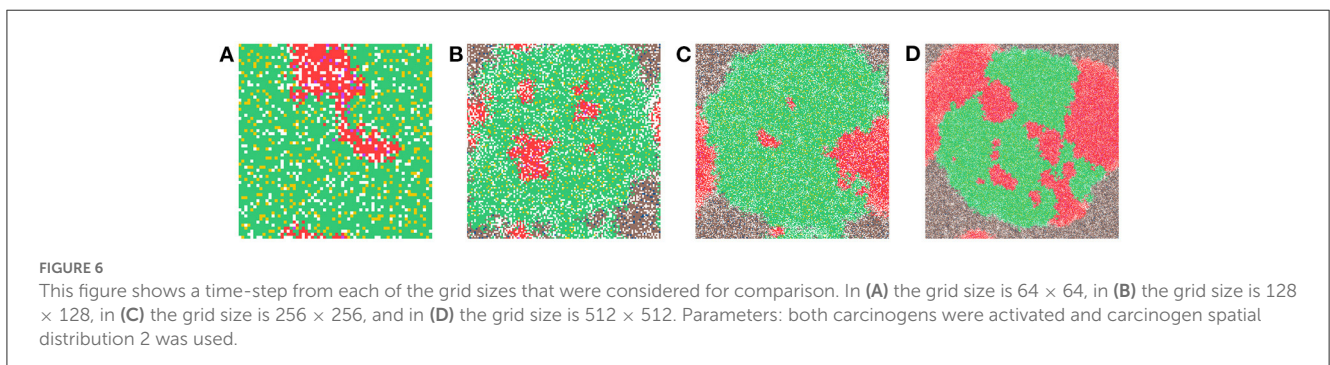 A B C D
FIGURE 6
This figure shows a time-step from each of the grid sizes that were considered for comparison. In (A) the grid size is 64 × 64, in (B) the grid size is 128
× 128, in (C) the grid size is 256 × 256, and in (D) the grid size is 512 × 512. Parameters: both carcinogens were activated and carcinogen spatial
distribution 2 was used.